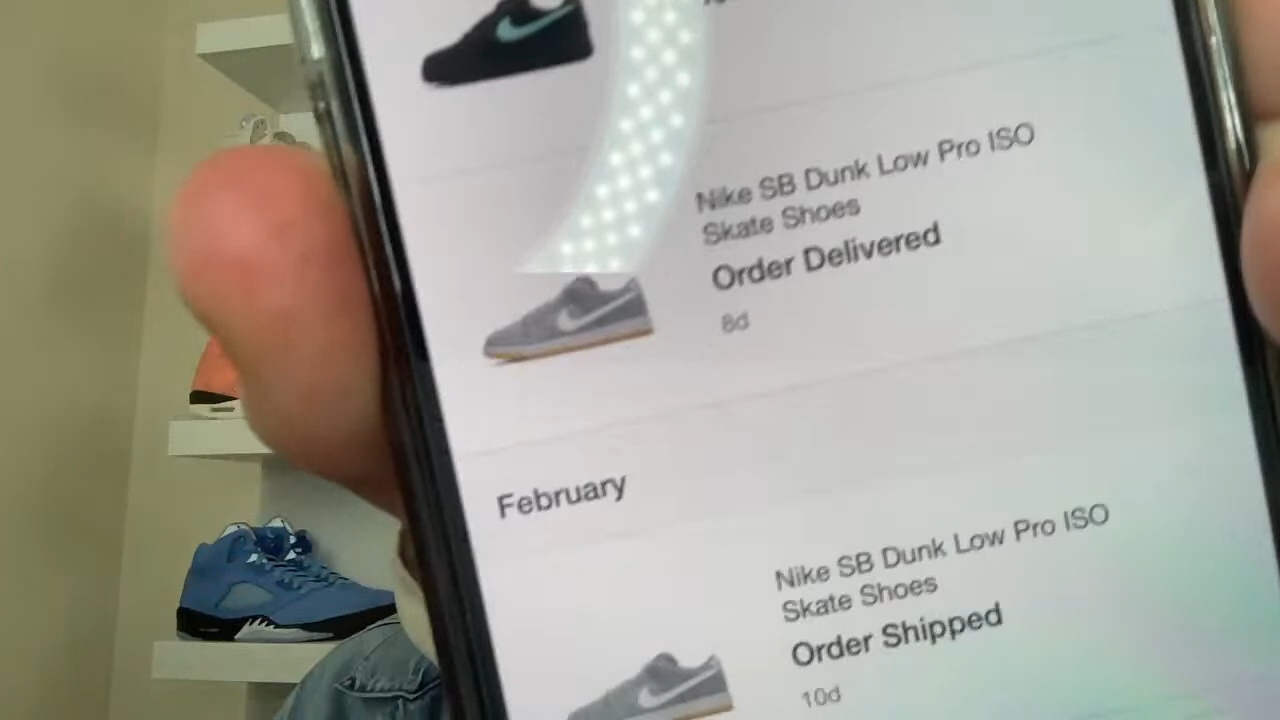 Nike SB Dunk Low Pro ISO
Skate Shoes
Order Delivered
8d
February
Nike SB Dunk Low Pro ISO
Skate Shoes
Order Shipped
10d